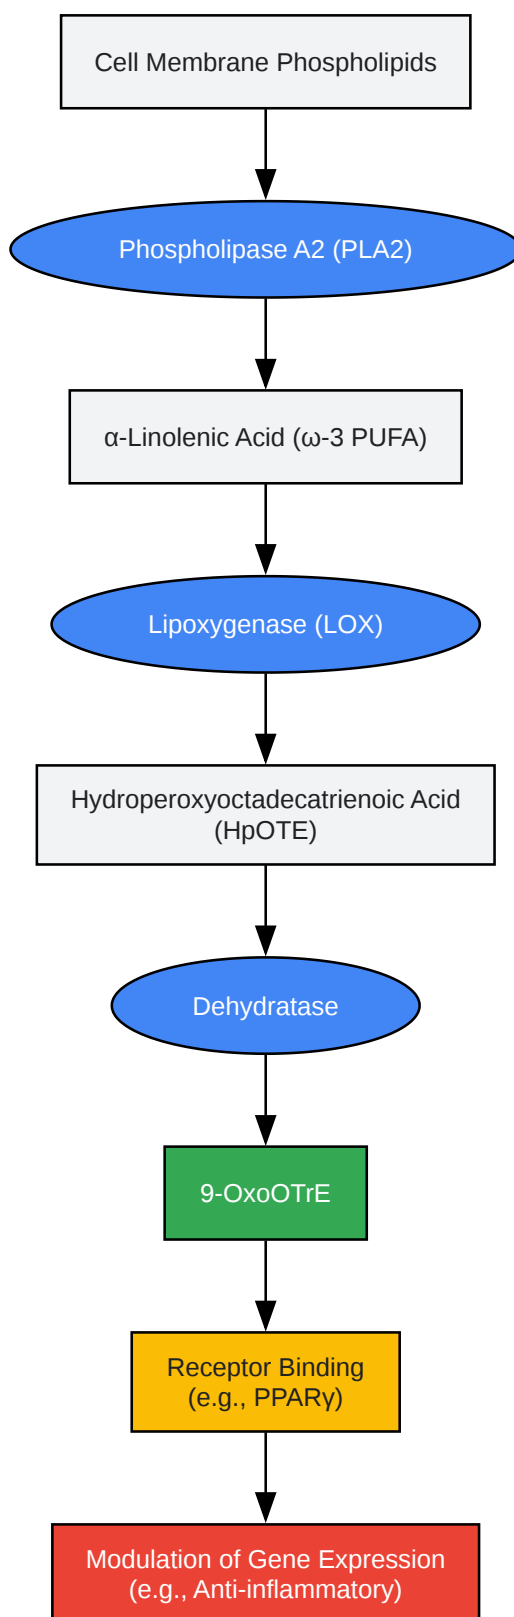 Cell Membrane Phospholipids
Phospholipase A2 (PLA2)
α-Linolenic Acid (ω-3 PUFA)
Lipoxygenase (LOX)
Hydroperoxyoctadecatrienoic Acid
(HpOTE)
Dehydratase
9-OxoOTrE
Receptor Binding
(e.g., PPARγ)
Modulation of Gene Expression
(e.g., Anti-inflammatory)